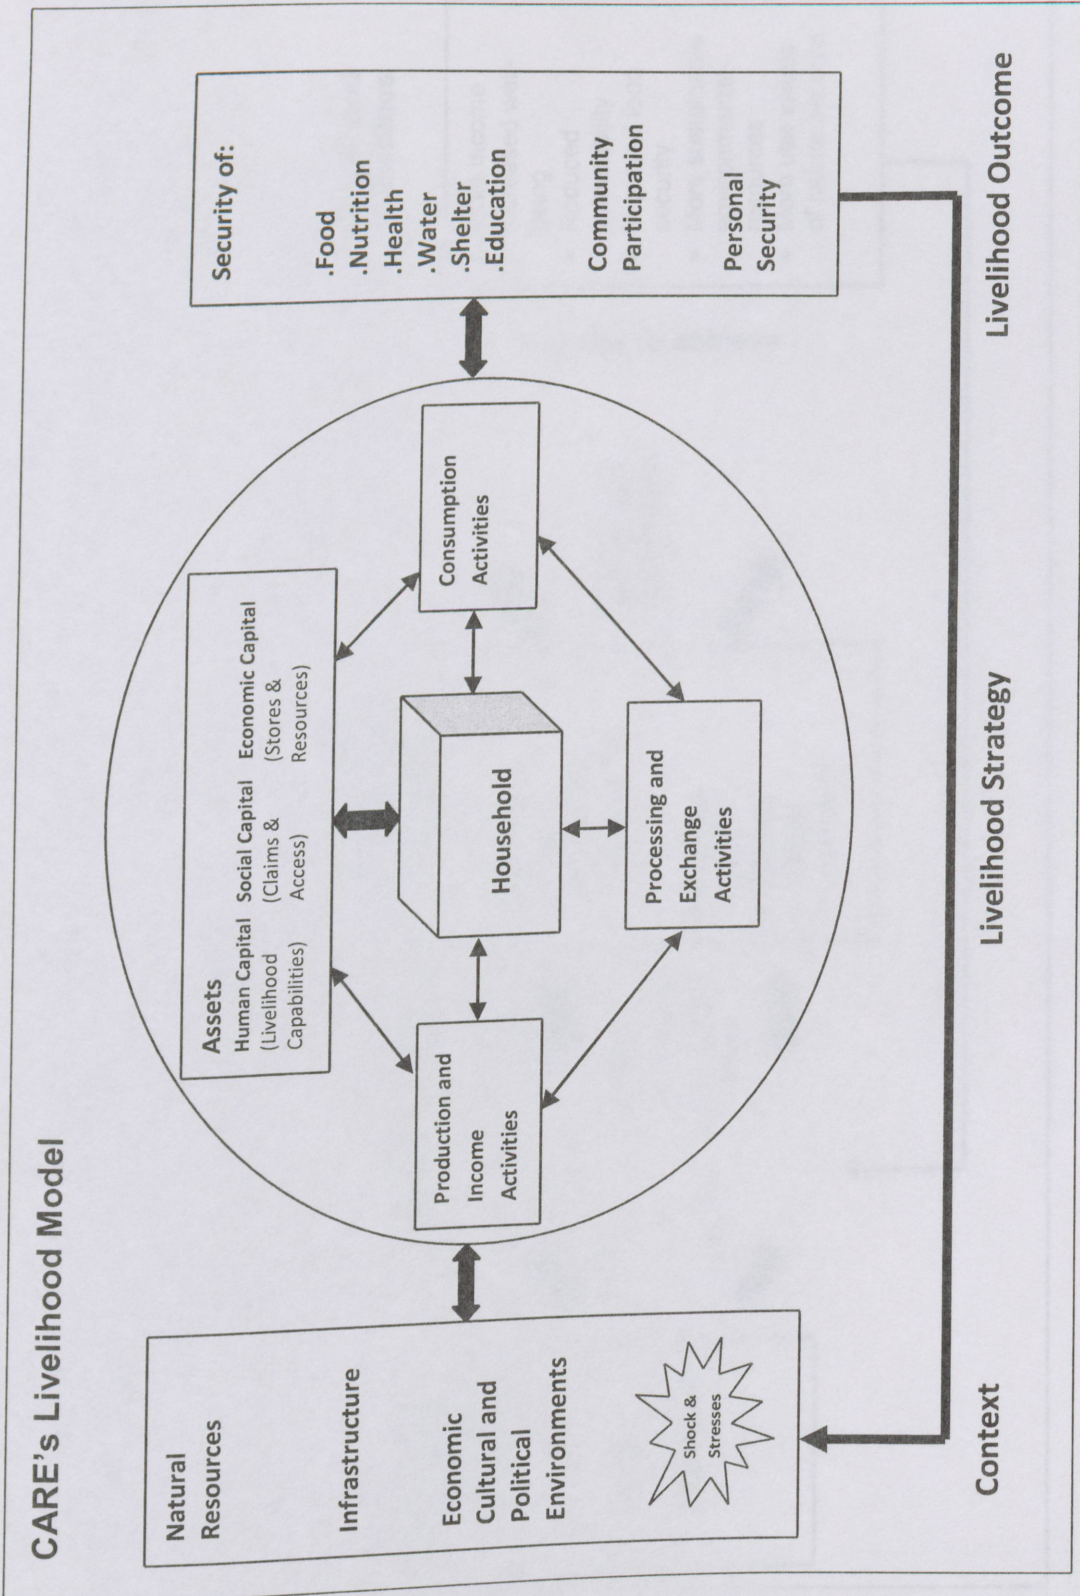 CARE's Livelihood Model
Natural
Resources
Infrastructure
Economic
Cultural and
Political
Environments
Shock &
Stresses
Context
Assets
Human Capital Social Capital Economic Capital
(Livelihood (Claims & (Stores &
Capabilities) Access) Resources)
Production and
Income
Activities
Household
Consumption
Activities
Processing and
Exchange
Activities
Livelihood Strategy
Security of:
.Food
.Nutrition
.Health
.Water
.Shelter
.Education
Community
Participation
Personal
Security
Livelihood Outcome